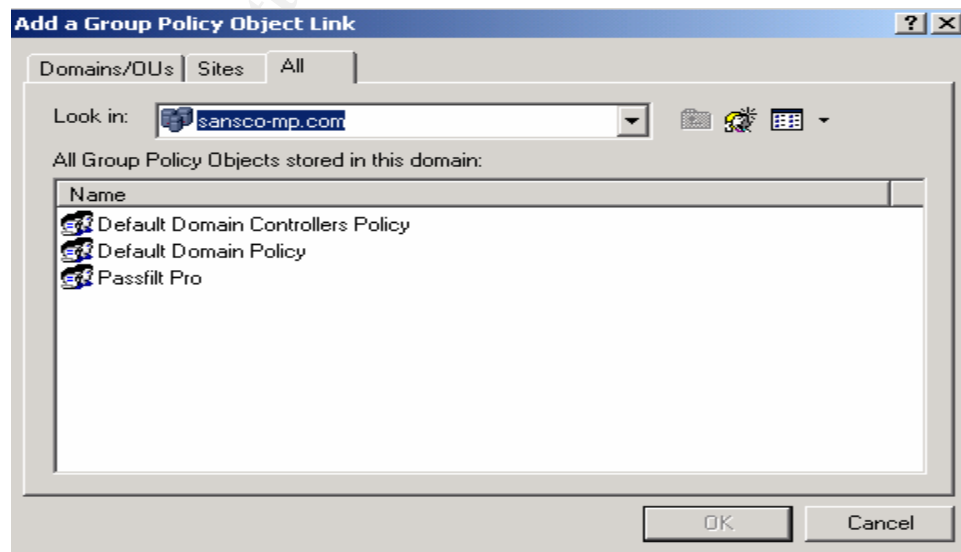 Add a Group Policy Object Link
Domains/OUs Sites All
Look in: sansco-mp.com
All Group Policy Objects stored in this domain:
Name
Default Domain Controllers Policy
Default Domain Policy
Passfilt Pro
OK Cancel